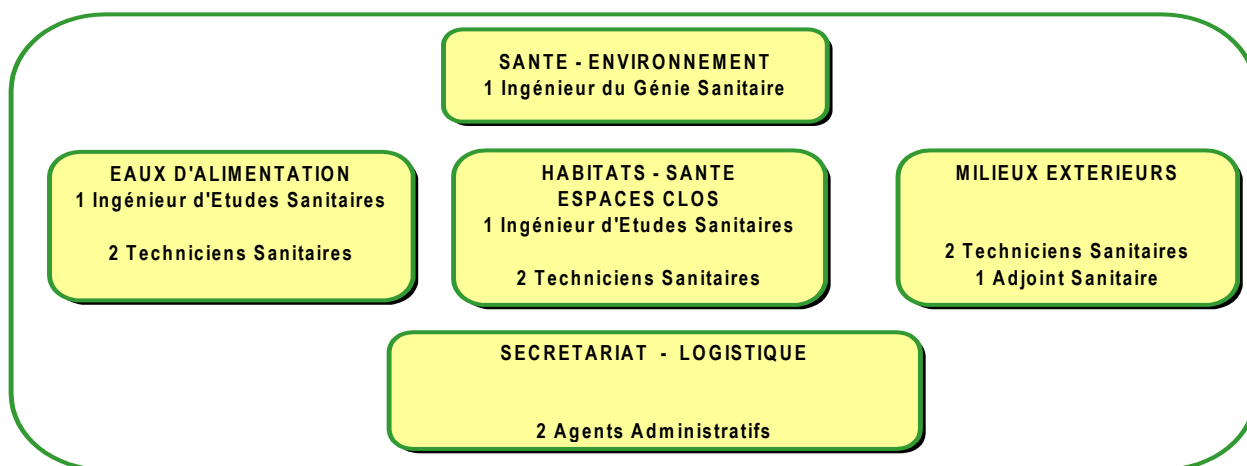 SANTE - ENVIRONNEMENT
1 Ingénieur du Génie Sanitaire
EAUX D'ALIMENTATION
1 Ingénieur d'Etudes Sanitaires
2 Techniciens Sanitaires
HABITATS - SANTE
ESPACES CLOS
1 Ingénieur d'Etudes Sanitaires
2 Techniciens Sanitaires
MILIEUX EXTERIEURS
2 Techniciens Sanitaires
1 Adjoint Sanitaire
SECRETARIAT - LOGISTIQUE
2 Agents Administratifs